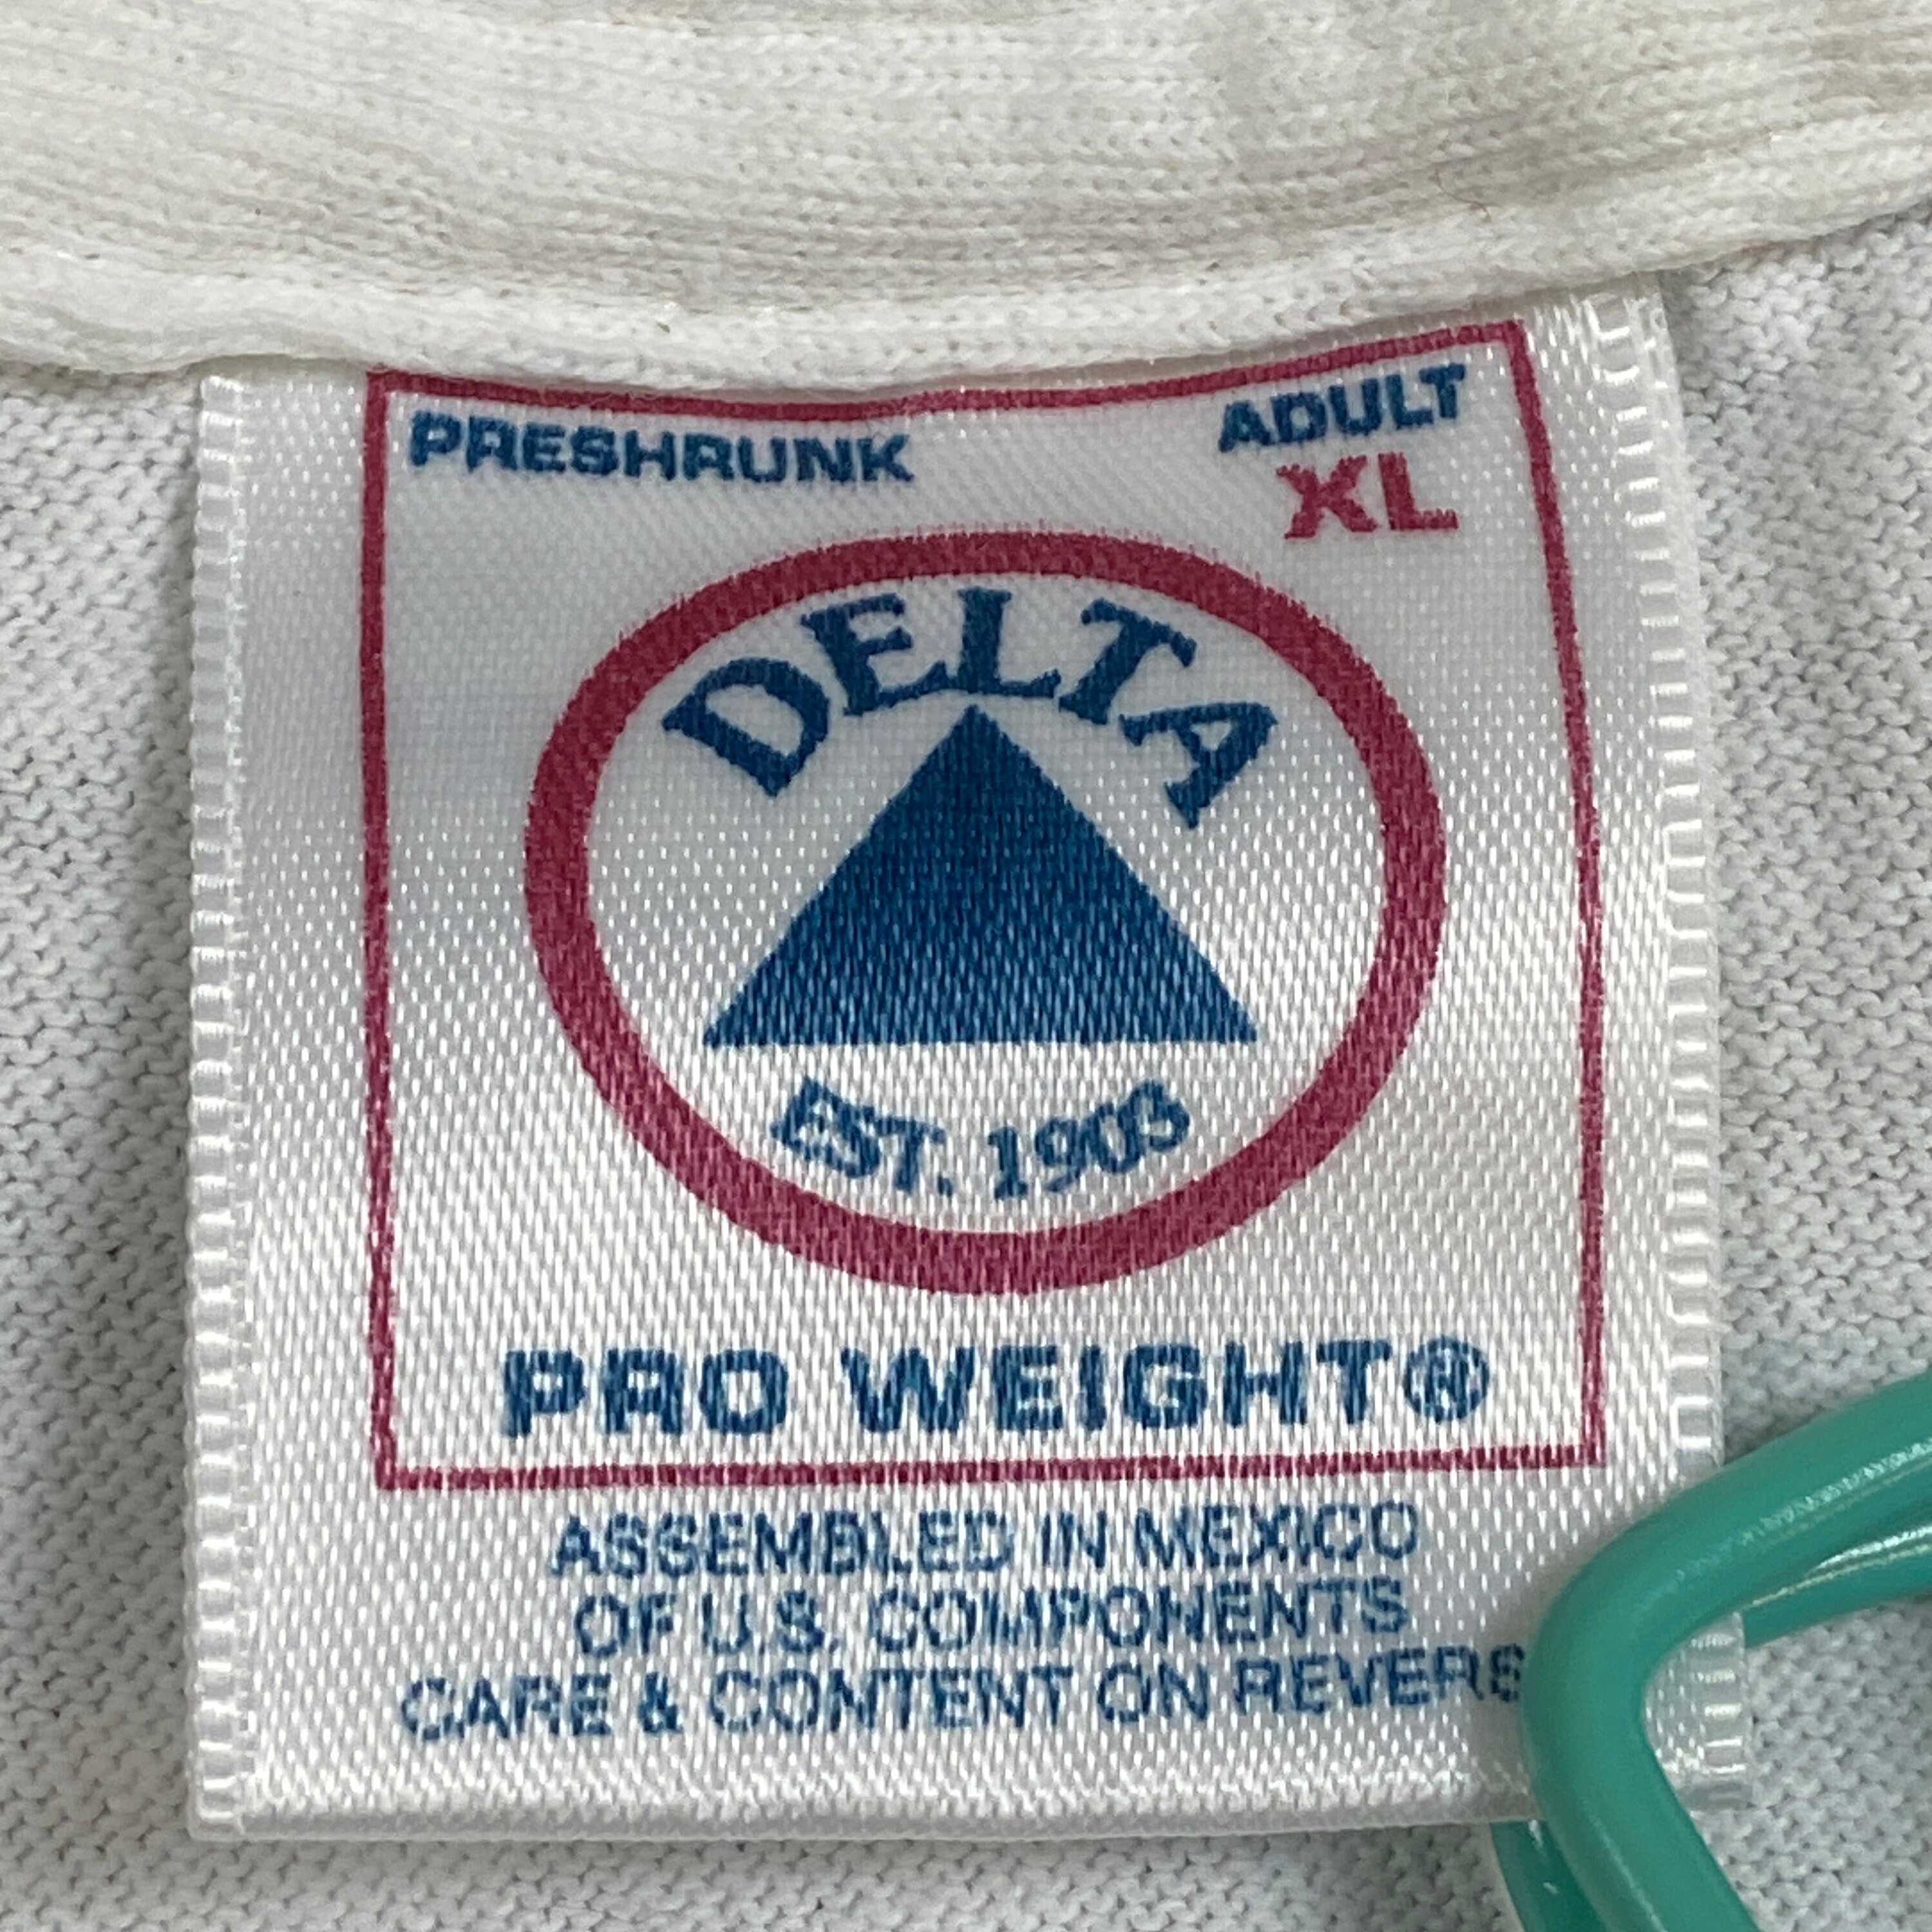 PRESHRUNK
ADULT
XL
DELTA
EST. 1903
PRO WEIGHT®
ASSEMBLED IN MEXICO
OF U.S. COMPONENTS
CARE & CONTENT ON REVERS